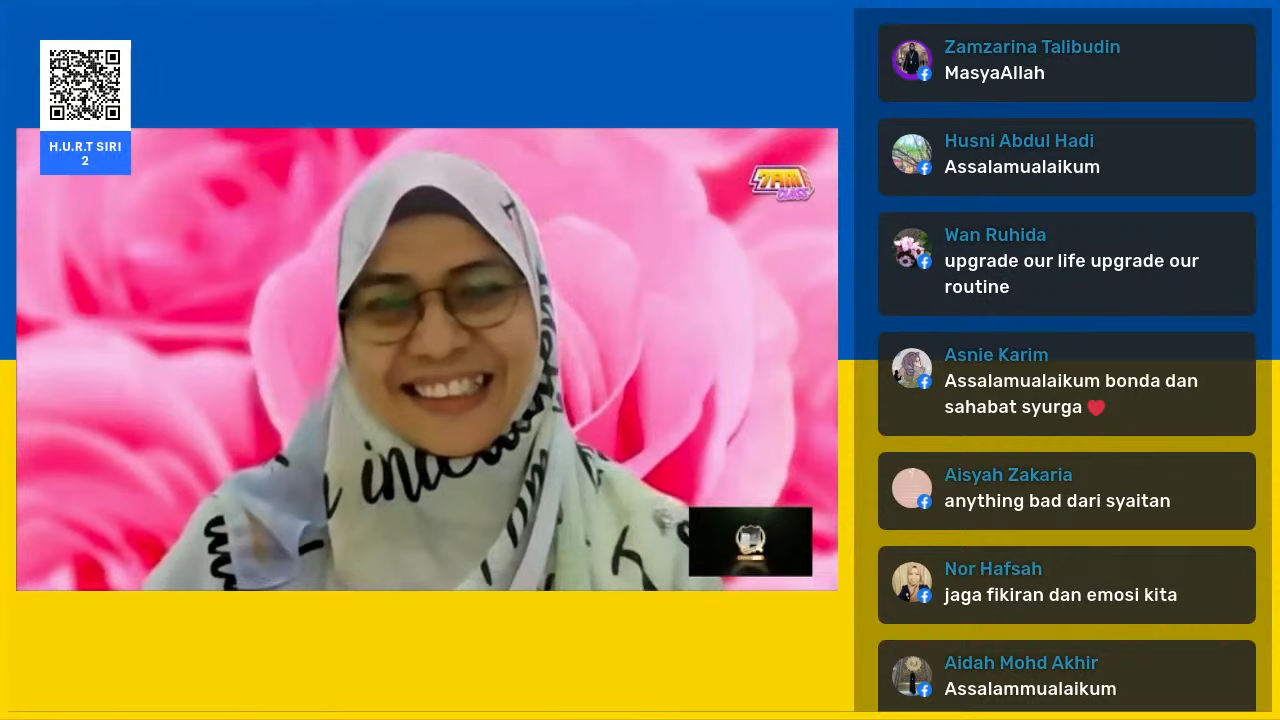 H.U.R.T SIRI
2
7AM
CLASS
Zamzarina Talibudin
MasyaAllah
Husni Abdul Hadi
Assalamualaikum
Wan Ruhida
upgrade our life upgrade our
routine
Asnie Karim
Assalamualaikum bonda dan
sahabat syurga ❤️
Aisyah Zakaria
anything bad dari syaitan
Nor Hafsah
jaga fikiran dan emosi kita
Aidah Mohd Akhir
Assalammualaikum